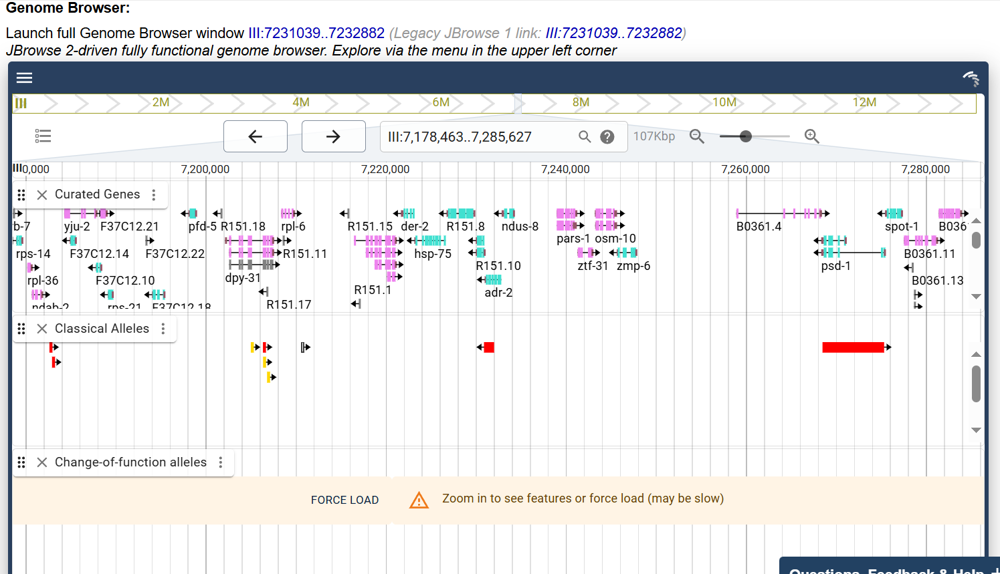 Genome Browser:
Launch full Genome Browser window III:7231039..7232882 (Legacy JBrowse 1 link: III:7231039..7232882)
JBrowse 2-driven fully functional genome browser. Explore via the menu in the upper left corner
III 2M 4M 6M 8M 10M 12M
III:7,178,463..7,285,627 107Kbp
III 0,000 7,200,000 7,220,000 7,240,000 7,260,000 7,280,000
Curated Genes
b-7 yju-2 F37C12.21 pfd-5 R151.18 rpl-6 R151.15 der-2 R151.8 ndus-8 B0361.4 spot-1 B036
pars-1 osm-10
rps-14 F37C12.14 F37C12.22 R151.11 hsp-75 B0361.11
R151.10 ztf-31 zmp-6 psd-1
rpl-36 F37C12.10 dpy-31 B0361.13
R151.1 adr-2
ndab-2 rps-21 F37C12.18 R151.17
Classical Alleles
Change-of-function alleles
FORCE LOAD Zoom in to see features or force load (may be slow)
Questions, Feedback & Help